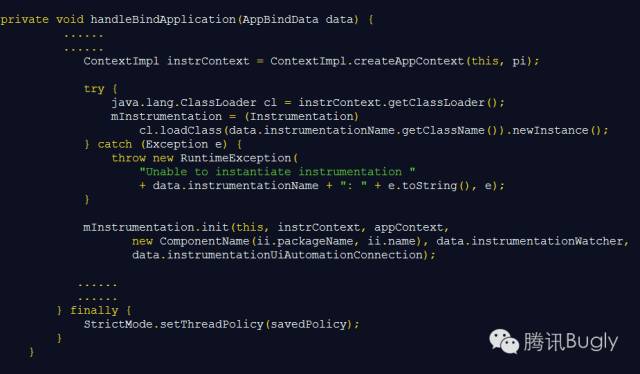 private void handleBindApplication(AppBindData data) {
......
......
ContextImpl instrContext = ContextImpl.createAppContext(this, pi);
try {
java.lang.ClassLoader cl = instrContext.getClassLoader();
mInstrumentation = (Instrumentation)
cl.loadClass(data.instrumentationName.getClassName()).newInstance();
} catch (Exception e) {
throw new RuntimeException(
"Unable to instantiate instrumentation "
+ data.instrumentationName + ": " + e.toString(), e);
}
mInstrumentation.init(this, instrContext, appContext,
new ComponentName(ii.packageName, ii.name), data.instrumentationWatcher,
data.instrumentationUiAutomationConnection);
......
......
} finally {
StrictMode.setThreadPolicy(savedPolicy);
}
}
腾讯Bugly